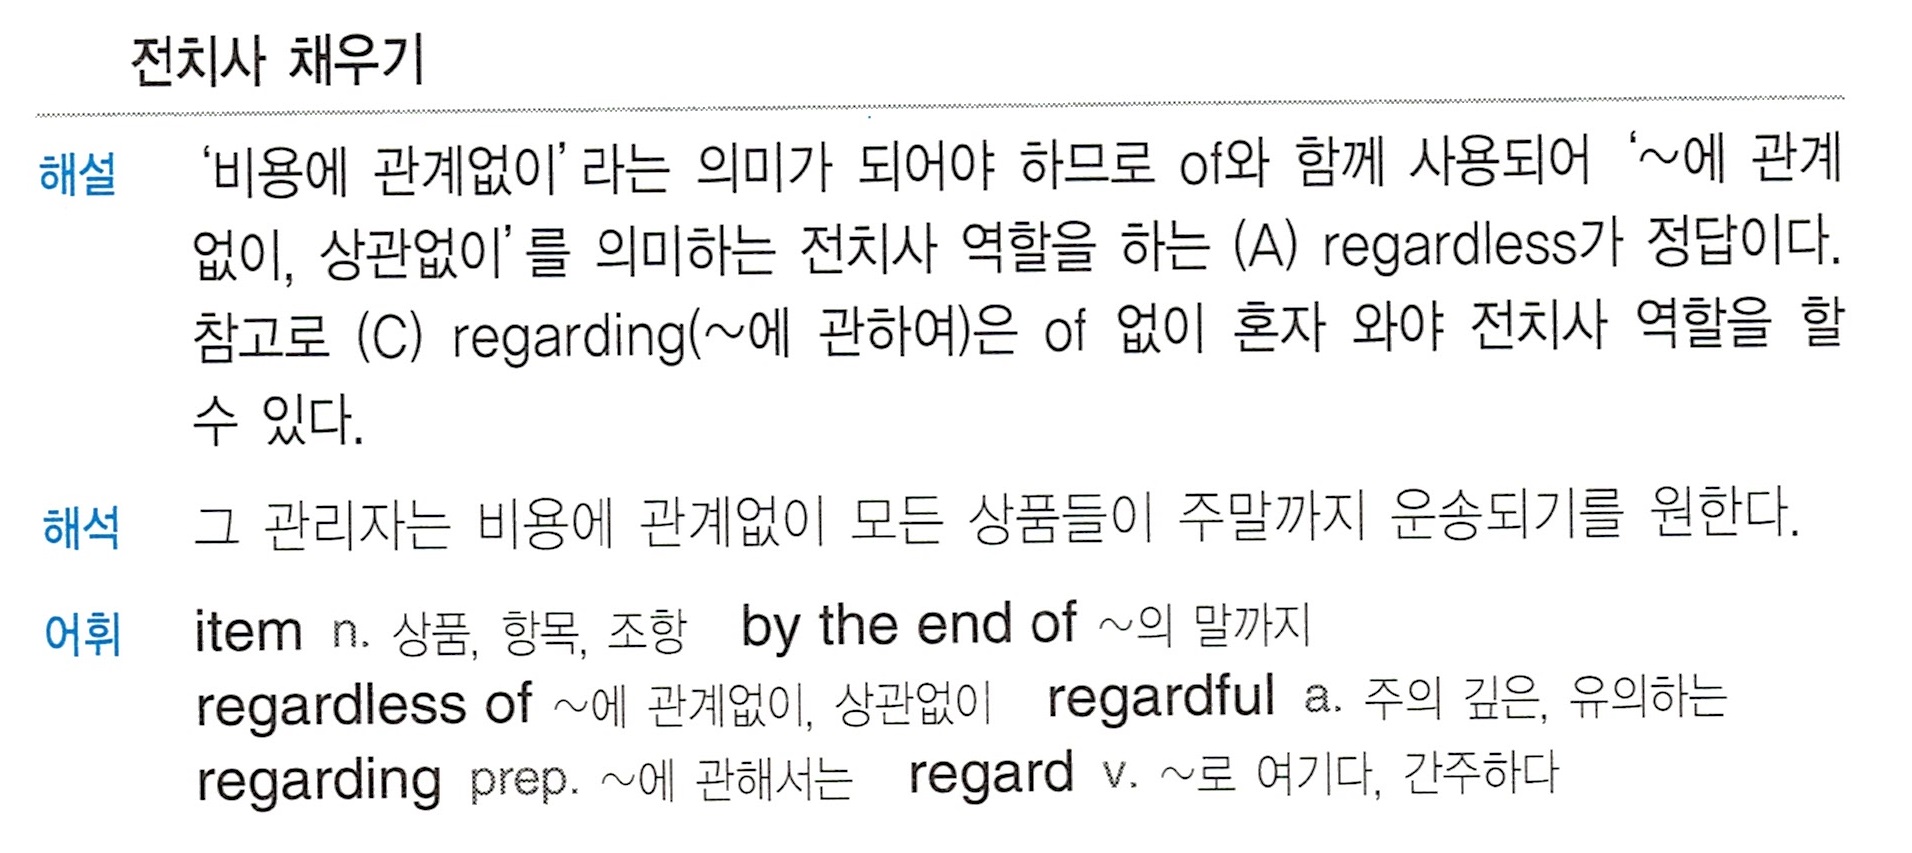 전치사 채우기
해설 ‘비용에 관계없이’라는 의미가 되어야 하므로 of와 함께 사용되어 ‘~에 관계
없이, 상관없이’를 의미하는 전치사 역할을 하는 (A) regardless가 정답이다.
참고로 (C) regarding(~에 관하여)은 of 없이 혼자 와야 전치사 역할을 할
수 있다.
해석 그 관리자는 비용에 관계없이 모든 상품들이 주말까지 운송되기를 원한다.
어휘 item n. 상품, 항목, 조항 by the end of ~의 말까지
regardless of ~에 관계없이, 상관없이 regardful a. 주의 깊은, 유의하는
regarding prep. ~에 관해서는 regard v. ~로 여기다, 간주하다